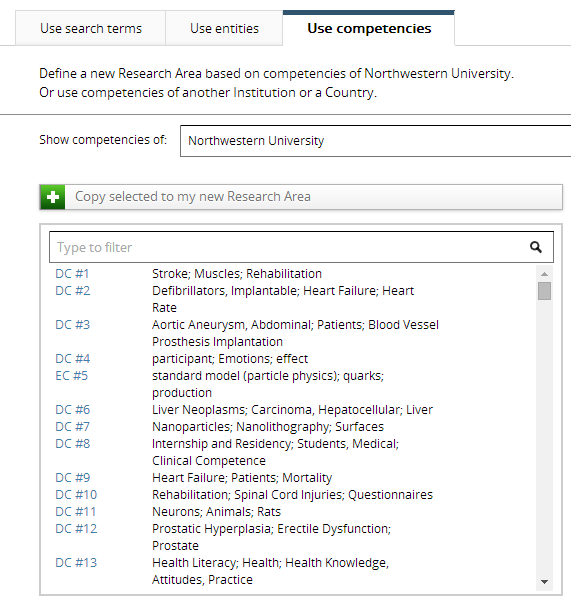 Use search terms Use entities Use competencies
Define a new Research Area based on competencies of Northwestern University.
Or use competencies of another Institution or a Country.
Show competencies of: Northwestern University
Copy selected to my new Research Area
Type to filter
DC #1 Stroke; Muscles; Rehabilitation
DC #2 Defibrillators, Implantable; Heart Failure; Heart
Rate
DC #3 Aortic Aneurysm, Abdominal; Patients; Blood Vessel
Prosthesis Implantation
DC #4 participant; Emotions; effect
EC #5 standard model (particle physics); quarks;
production
DC #6 Liver Neoplasms; Carcinoma, Hepatocellular; Liver
DC #7 Nanoparticles; Nanolithography; Surfaces
DC #8 Internship and Residency; Students, Medical;
Clinical Competence
DC #9 Heart Failure; Patients; Mortality
DC #10 Rehabilitation; Spinal Cord Injuries; Questionnaires
DC #11 Neurons; Animals; Rats
DC #12 Prostatic Hyperplasia; Erectile Dysfunction;
Prostate
DC #13 Health Literacy; Health; Health Knowledge,
Attitudes, Practice